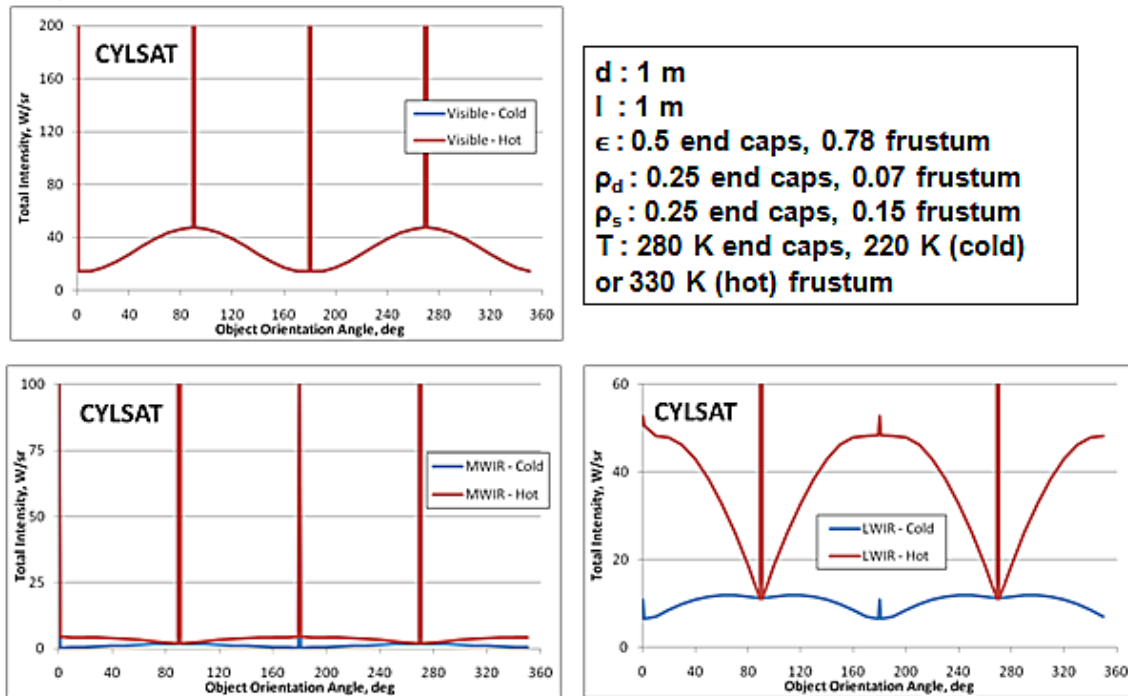 200
160
120
80
40
0
Total Intensity, W/sr
CYLSAT
Visible - Cold
Visible - Hot
0 40 80 120 160 200 240 280 320 360
Object Orientation Angle, deg
d : 1 m
l : 1 m
ϵ : 0.5 end caps, 0.78 frustum
ρd : 0.25 end caps, 0.07 frustum
ρs : 0.25 end caps, 0.15 frustum
T : 280 K end caps, 220 K (cold)
or 330 K (hot) frustum
100
75
50
25
0
Total Intensity, W/sr
CYLSAT
MWIR - Cold
MWIR - Hot
0 40 80 120 160 200 240 280 320 360
Object Orientation Angle, deg
60
40
20
0
Total Intensity, W/sr
CYLSAT
LWIR - Cold
LWIR - Hot
0 40 80 120 160 200 240 280 320 360
Object Orientation Angle, deg